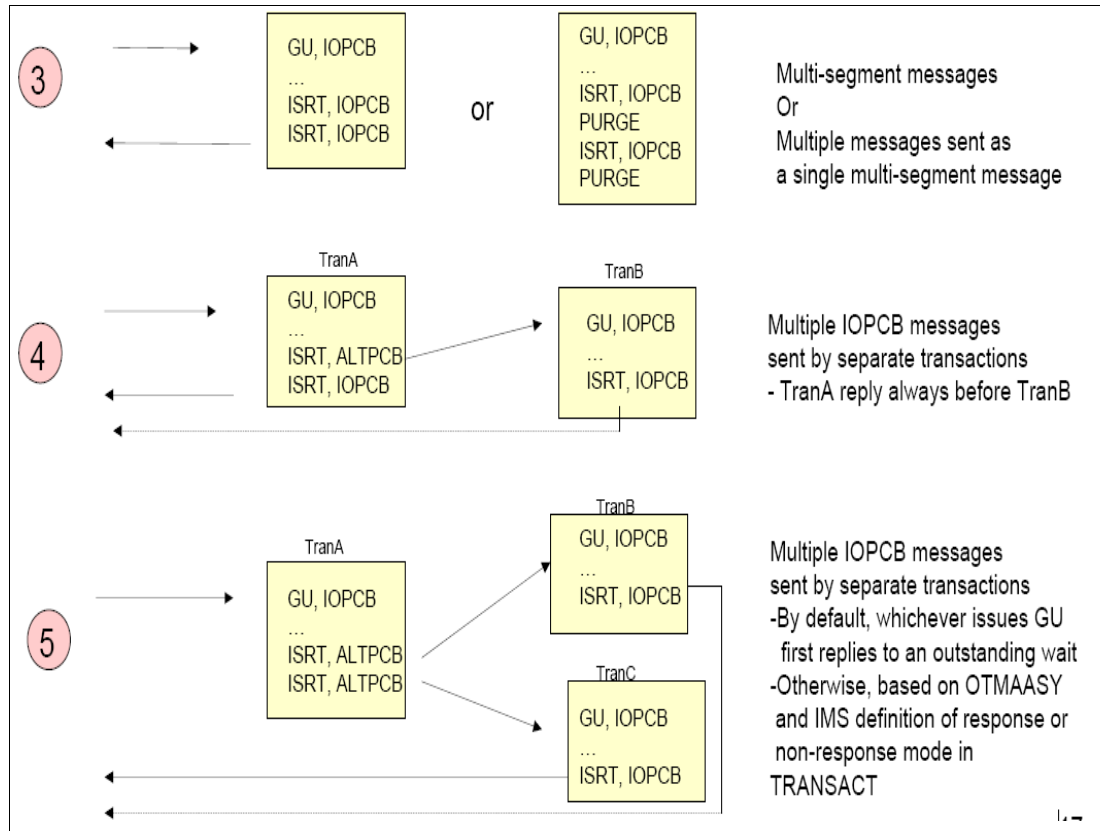 3
GU, IOPCB
...
ISRT, IOPCB
ISRT, IOPCB
or
GU, IOPCB
...
ISRT, IOPCB
PURGE
ISRT, IOPCB
PURGE
Multi-segment messages
Or
Multiple messages sent as
a single multi-segment message
4
TranA
GU, IOPCB
...
ISRT, ALTPCB
ISRT, IOPCB
TranB
GU, IOPCB
...
ISRT, IOPCB
Multiple IOPCB messages
sent by separate transactions
- TranA reply always before TranB
5
TranA
GU, IOPCB
...
ISRT, ALTPCB
ISRT, ALTPCB
TranB
GU, IOPCB
...
ISRT, IOPCB
TranC
GU, IOPCB
...
ISRT, IOPCB
Multiple IOPCB messages
sent by separate transactions
-By default, whichever issues GU
first replies to an outstanding wait
-Otherwise, based on OTMAASY
and IMS definition of response or
non-response mode in
TRANSACT